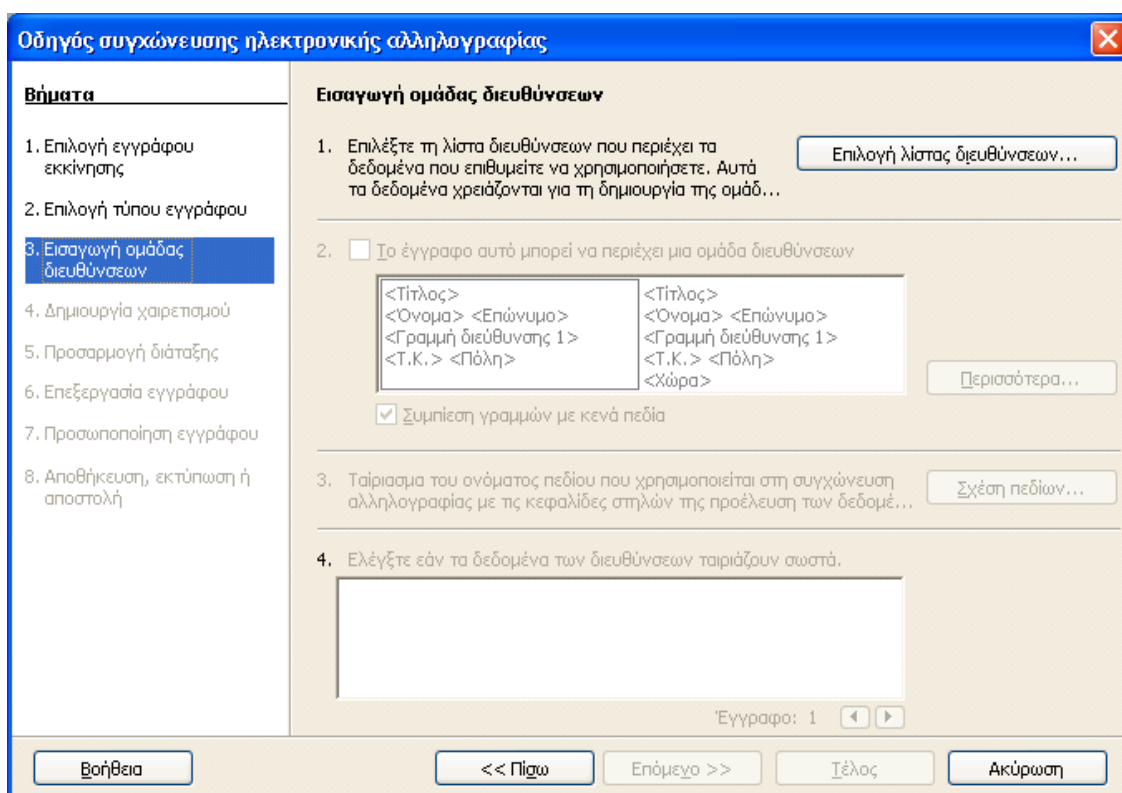 Οδηγός συγχώνευσης ηλεκτρονικής αλληλογραφίας
Βήματα
1. Επιλογή εγγράφου
εκκίνησης
2. Επιλογή τύπου εγγράφου
3. Εισαγωγή ομάδας
διευθύνσεων
4. Δημιουργία χαιρετισμού
5. Προσαρμογή διάταξης
6. Επεξεργασία εγγράφου
7. Προσωποποίηση εγγράφου
8. Αποθήκευση, εκτύπωση ή
αποστολή
Εισαγωγή ομάδας διευθύνσεων
1. Επιλέξτε τη λίστα διευθύνσεων που περιέχει τα
δεδομένα που επιθυμείτε να χρησιμοποιήσετε. Αυτά
τα δεδομένα χρειάζονται για τη δημιουργία της ομάδ...
Επιλογή λίστας διευθύνσεων...
2. Το έγγραφο αυτό μπορεί να περιέχει μια ομάδα διευθύνσεων
<Τίτλος>
<Όνομα> <Επώνυμο>
<Γραμμή διεύθυνσης 1>
<Τ.Κ.> <Πόλη>
<Τίτλος>
<Όνομα> <Επώνυμο>
<Γραμμή διεύθυνσης 1>
<Τ.Κ.> <Πόλη>
<Χώρα>
Περισσότερα...
Συμπίεση γραμμών με κενά πεδία
3. Ταίριασμα του ονόματος πεδίου που χρησιμοποιείται στη συγχώνευση
αλληλογραφίας με τις κεφαλίδες στηλών της προέλευση των δεδομέ...
Σχέση πεδίων...
4. Ελέγξτε εάν τα δεδομένα των διευθύνσεων ταιριάζουν σωστά.
Έγγραφο: 1
Βοήθεια
<< Πίσω
Επόμενο >>
Τέλος
Ακύρωση